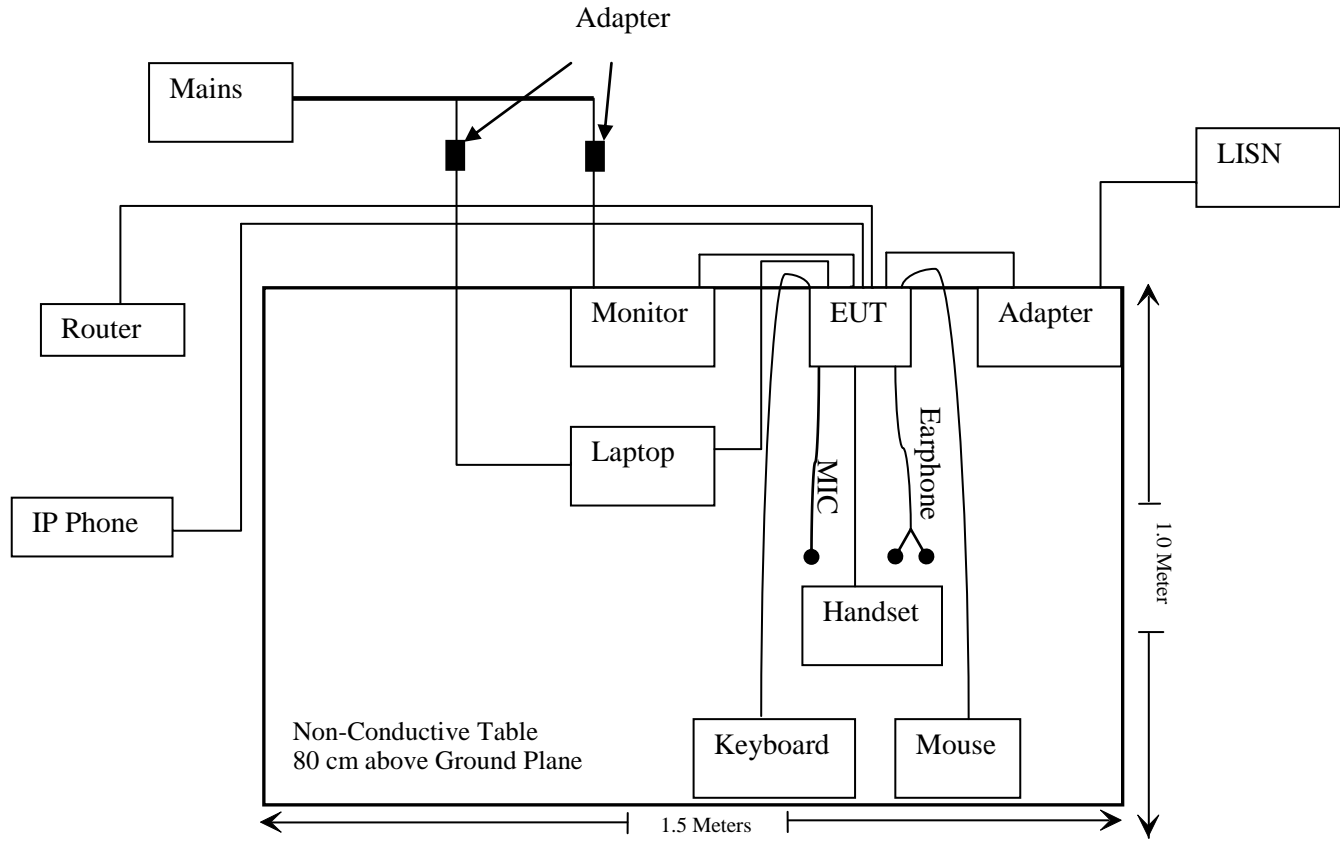 Adapter
Mains
LISN
Router
Monitor
EUT
Adapter
Laptop
MIC
Earphone
IP Phone
1.0 Meter
Handset
Non-Conductive Table
80 cm above Ground Plane
Keyboard
Mouse
1.5 Meters